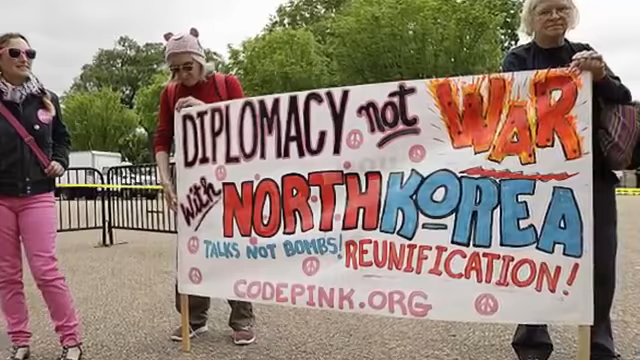 DIPLOMACY not WAR
with NORTH KOREA
TALKS NOT BOMBS! REUNIFICATION!
CODEPINK.ORG